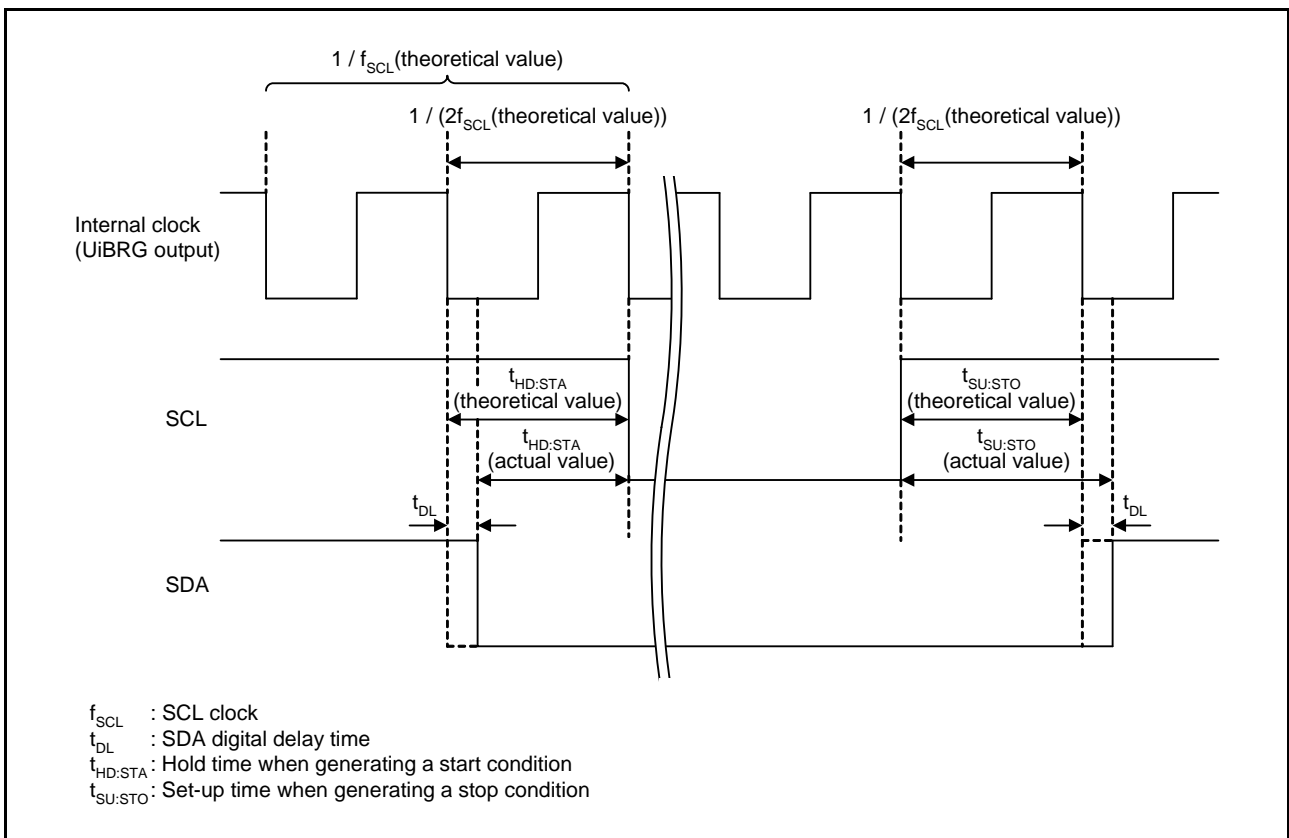 1 / fSCL(theoretical value)
1 / (2fSCL(theoretical value))
1 / (2fSCL(theoretical value))
Internal clock
(UiBRG output)
SCL
tHD:STA
(theoretical value)
tSU:STO
(theoretical value)
tHD:STA
(actual value)
tSU:STO
(actual value)
tDL
tDL
SDA
fSCL : SCL clock
tDL : SDA digital delay time
tHD:STA : Hold time when generating a start condition
tSU:STO : Set-up time when generating a stop condition